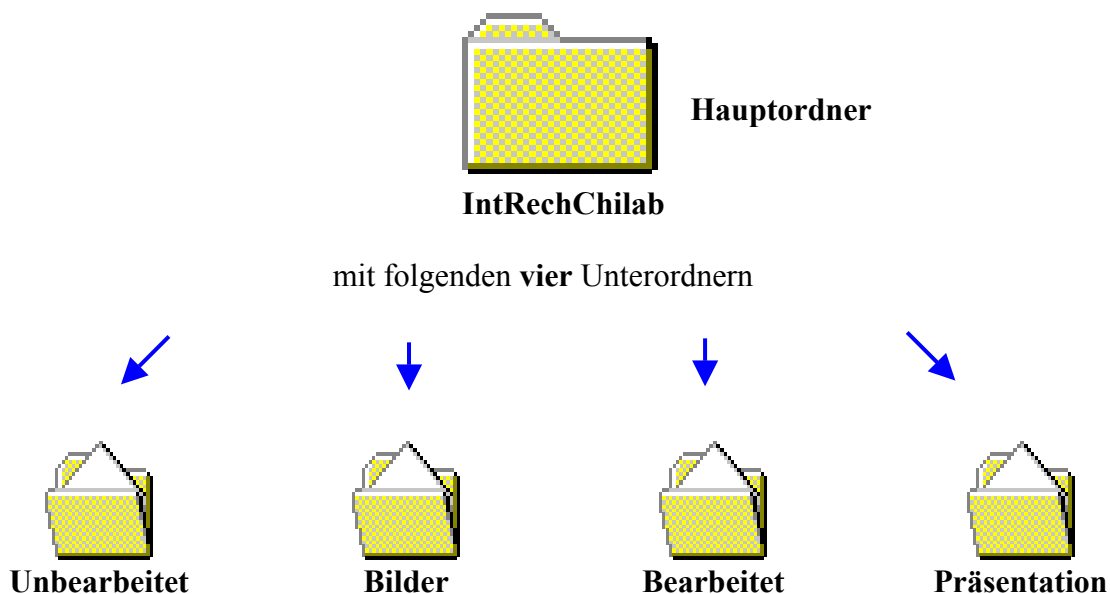 Hauptordner
IntRechChilab
mit folgenden vier Unterordnern
Unbearbeitet Bilder Bearbeitet Präsentation